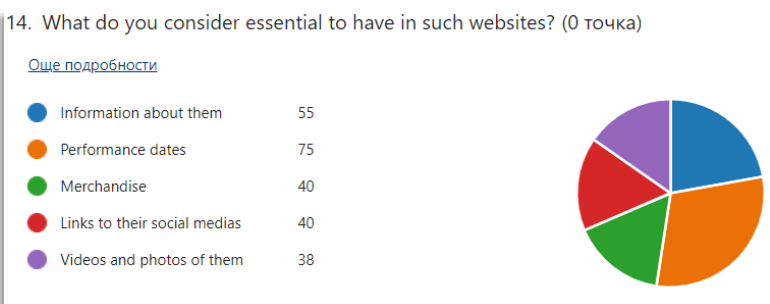 14. What do you consider essential to have in such websites? (0 точка)
Още подробности
Information about them 55
Performance dates 75
Merchandise 40
Links to their social medias 40
Videos and photos of them 38